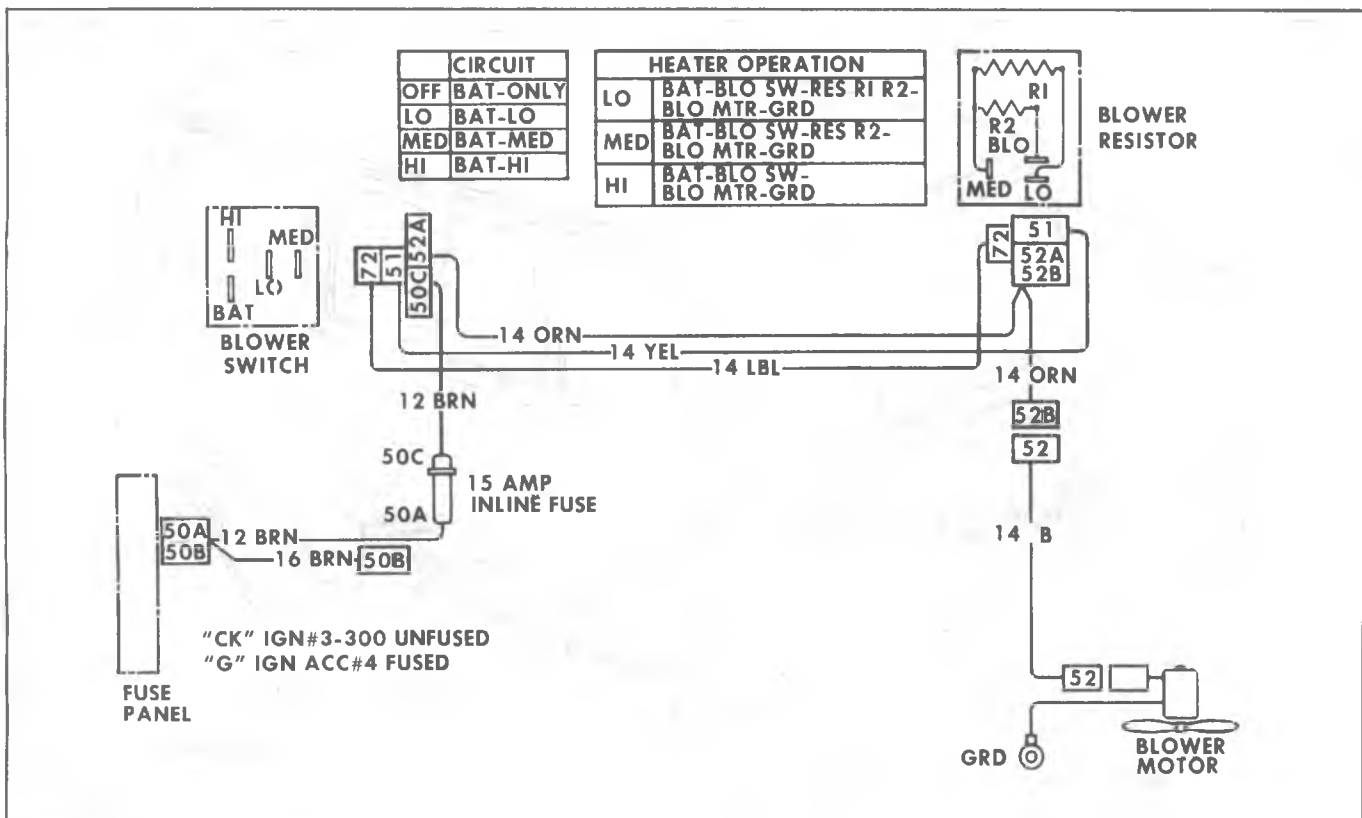 CIRCUIT
OFF BAT-ONLY
LO BAT-LO
MED BAT-MED
HI BAT-HI
HEATER OPERATION
LO BAT-BLO SW-RES R1 R2-
BLO MTR-GRD
MED BAT-BLO SW-RES R2-
BLO MTR-GRD
HI BAT-BLO SW-
BLO MTR-GRD
R1
R2
BLO
MED LO
BLOWER
RESISTOR
HI
MED
LO
BAT
BLOWER
SWITCH
72
51
52A
50C
72
51
52A
52B
14 ORN
14 YEL
14 LBL
14 ORN
12 BRN
52B
52
50C
15 AMP
INLINE FUSE
50A
50A
50B
12 BRN
16 BRN
50B
14 B
"CK" IGN#3-300 UNFUSED
"G" IGN ACC#4 FUSED
FUSE
PANEL
52
GRD
BLOWER
MOTOR